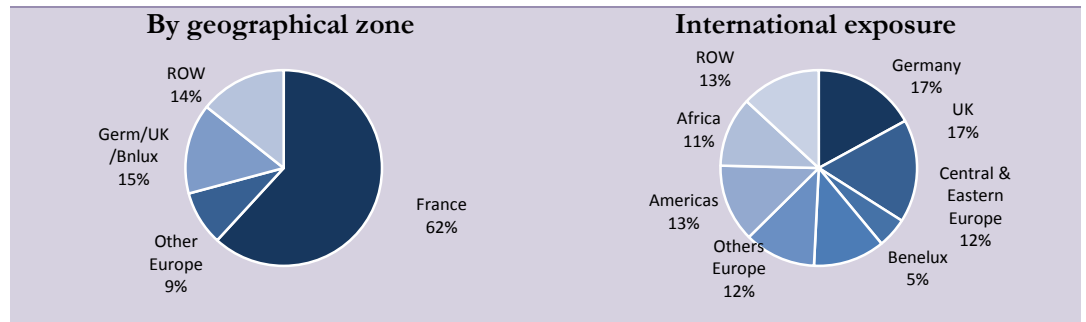 By geographical zone
ROW
14%
Germ/UK
/Bnlux
15%
Other
Europe
9%
France
62%
International exposure
ROW
13%
Germany
17%
UK
17%
Africa
11%
Central &
Eastern
Europe
12%
Americas
13%
Others
Europe
12%
Benelux
5%